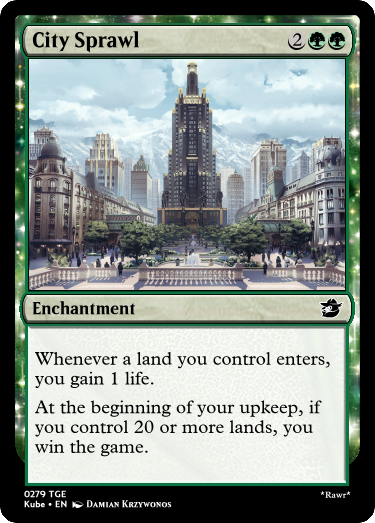 City Sprawl 2
Enchantment
Whenever a land you control enters,
you gain 1 life.
At the beginning of your upkeep, if
you control 20 or more lands, you
win the game.
0279 TGE
Kube • EN Damian Krzywonos
*Rawr*